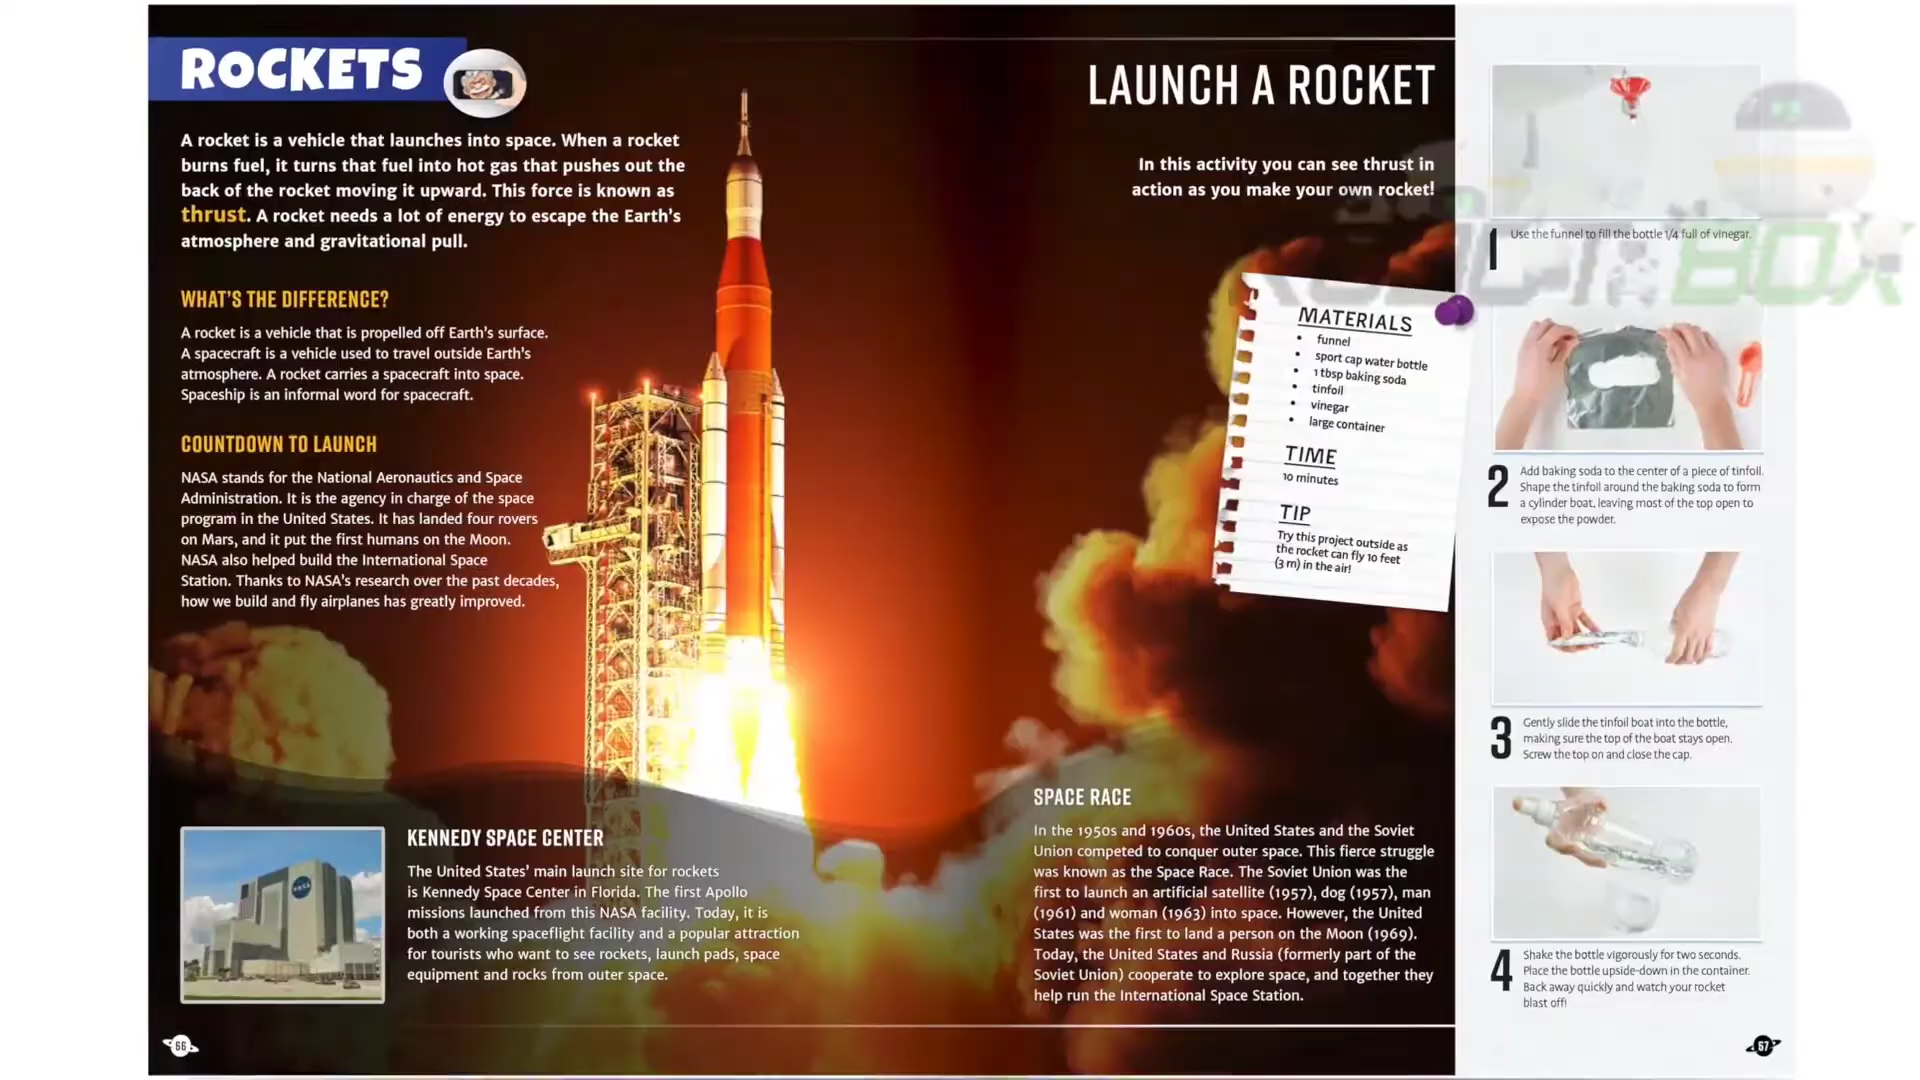 ROCKETS
A rocket is a vehicle that launches into space. When a rocket
burns fuel, it turns that fuel into hot gas that pushes out the
back of the rocket moving it upward. This force is known as
thrust. A rocket needs a lot of energy to escape the Earth's
atmosphere and gravitational pull.
WHAT'S THE DIFFERENCE?
A rocket is a vehicle that is propelled off Earth's surface.
A spacecraft is a vehicle used to travel outside Earth's
atmosphere. A rocket carries a spacecraft into space.
Spaceship is an informal word for spacecraft.
COUNTDOWN TO LAUNCH
NASA stands for the National Aeronautics and Space
Administration. It is the agency in charge of the space
program in the United States. It has landed four rovers
on Mars, and it put the first humans on the Moon.
NASA also helped build the International Space
Station. Thanks to NASA's research over the past decades,
how we build and fly airplanes has greatly improved.
NASA
KENNEDY SPACE CENTER
The United States' main launch site for rockets
is Kennedy Space Center in Florida. The first Apollo
missions launched from this NASA facility. Today, it is
both a working spaceflight facility and a popular attraction
for tourists who want to see rockets, launch pads, space
equipment and rocks from outer space.
66
LAUNCH A ROCKET
In this activity you can see thrust in
action as you make your own rocket!
MATERIALS
• funnel
• sport cap water bottle
• 1 tbsp baking soda
• tinfoil
• vinegar
• large container
TIME
10 minutes
TIP
Try this project outside as
the rocket can fly 10 feet
(3 m) in the air!
SPACE RACE
In the 1950s and 1960s, the United States and the Soviet
Union competed to conquer outer space. This fierce struggle
was known as the Space Race. The Soviet Union was the
first to launch an artificial satellite (1957), dog (1957), man
(1961) and woman (1963) into space. However, the United
States was the first to land a person on the Moon (1969).
Today, the United States and Russia (formerly part of the
Soviet Union) cooperate to explore space, and together they
help run the International Space Station.
1 Use the funnel to fill the bottle 1/4 full of vinegar.
BOX
2 Add baking soda to the center of a piece of tinfoil.
Shape the tinfoil around the baking soda to form
a cylinder boat, leaving most of the top open to
expose the powder.
3 Gently slide the tinfoil boat into the bottle,
making sure the top of the boat stays open.
Screw the top on and close the cap.
4 Shake the bottle vigorously for two seconds.
Place the bottle upside-down in the container.
Back away quickly and watch your rocket
blast off!
67